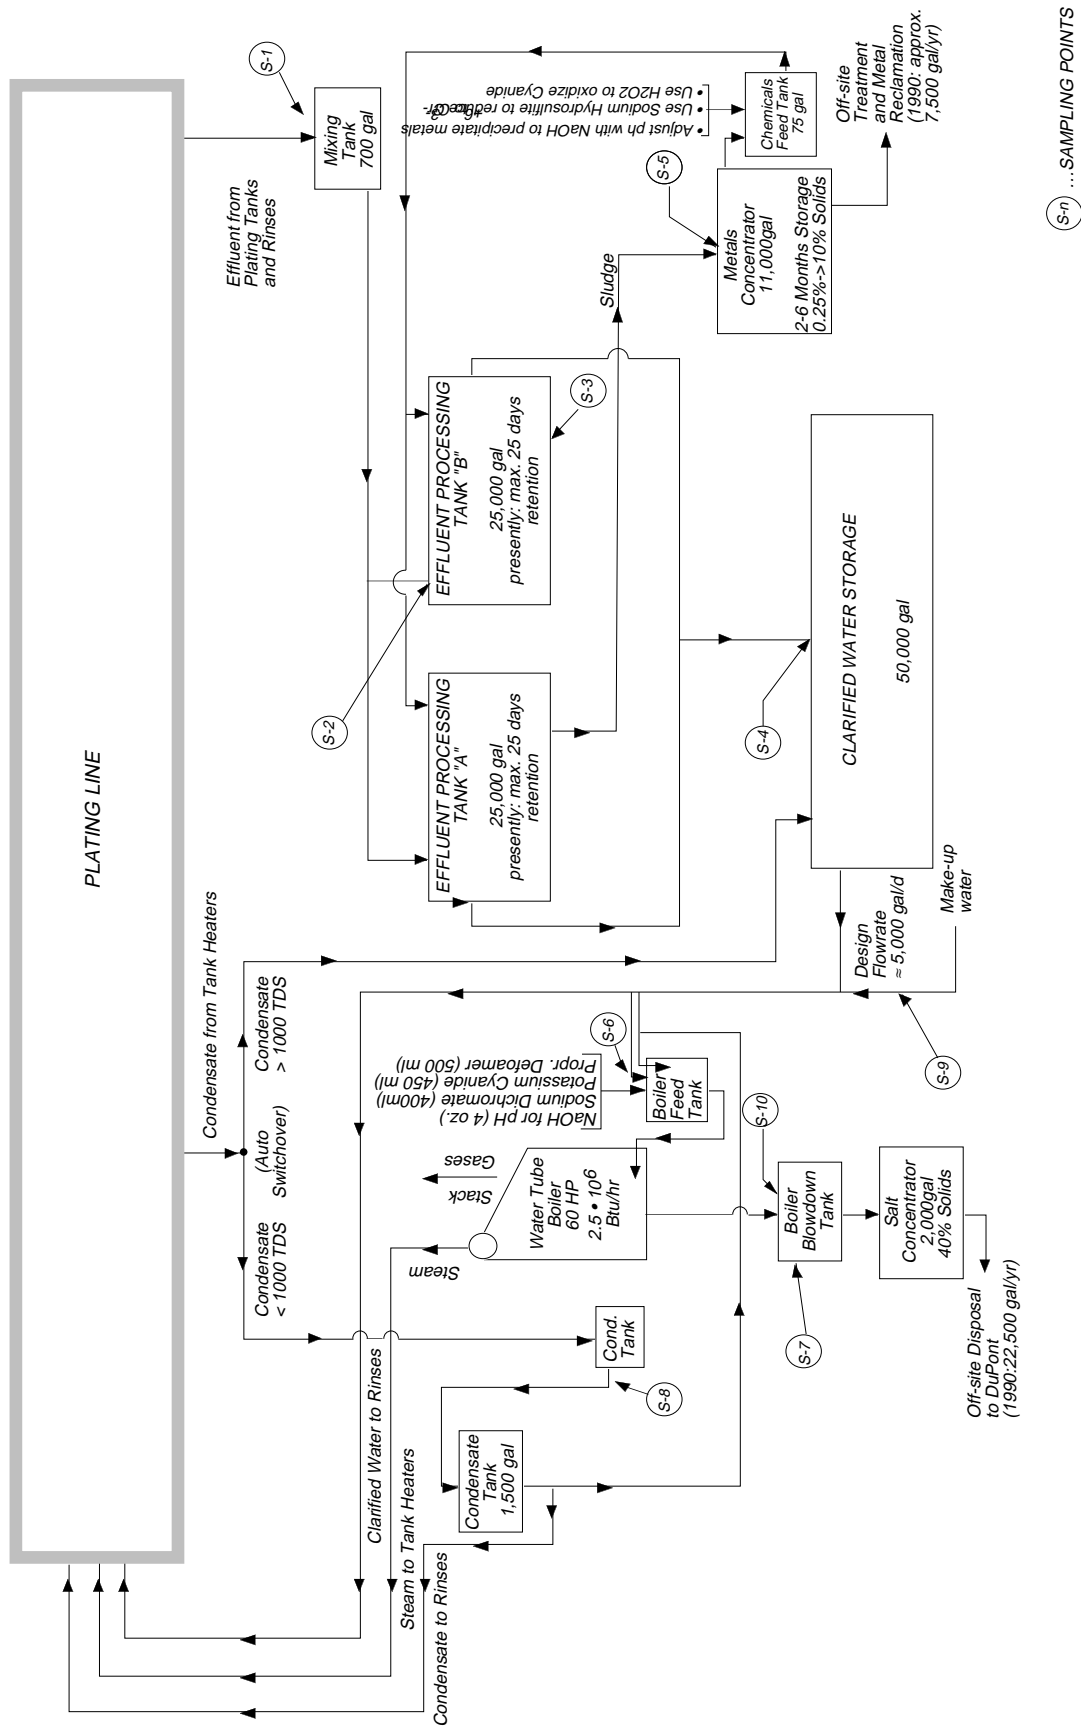 PLATING LINE
Condensate from Tank Heaters
Condensate
< 1000 TDS
(Auto
Switchover)
Condensate
> 1000 TDS
Effluent from
Plating Tanks
and Rinses
Mixing
Tank
700 gal
S-1
Clarified Water to Rinses
Steam to Tank Heaters
Condensate to Rinses
Condensate
Tank
1,500 gal
Cond.
Tank
S-8
Steam
Stack
Gases
Water Tube
Boiler
60 HP
2.5 • 10⁶
Btu/hr
NaOH for pH (4 oz.)
Sodium Dichromate (400ml)
Potassium Cyanide (450 ml)
Propr. Defoamer (500 ml)
S-6
Boiler
Feed
Tank
S-2
EFFLUENT PROCESSING
TANK "A"
25,000 gal
presently: max. 25 days
retention
EFFLUENT PROCESSING
TANK "B"
25,000 gal
presently: max. 25 days
retention
S-3
Sludge
• Adjust ph with NaOH to precipitate metals
• Use Sodium Hydrosulfite to reduce Cr
• Use H2O2 to oxidize Cyanide
S-5
Metals
Concentrator
11,000gal
2-6 Months Storage
0.25%->10% Solids
Chemicals
Feed Tank
75 gal
Off-site
Treatment
and Metal
Reclamation
(1990: approx.
7,500 gal/yr)
S-4
CLARIFIED WATER STORAGE
50,000 gal
Design
Flowrate
≈ 5,000 gal/d
Make-up
water
S-9
S-10
S-7
Boiler
Blowdown
Tank
Salt
Concentrator
2,000gal
40% Solids
Off-site Disposal
to DuPont
(1990:22,500 gal/yr)
S-n ...SAMPLING POINTS